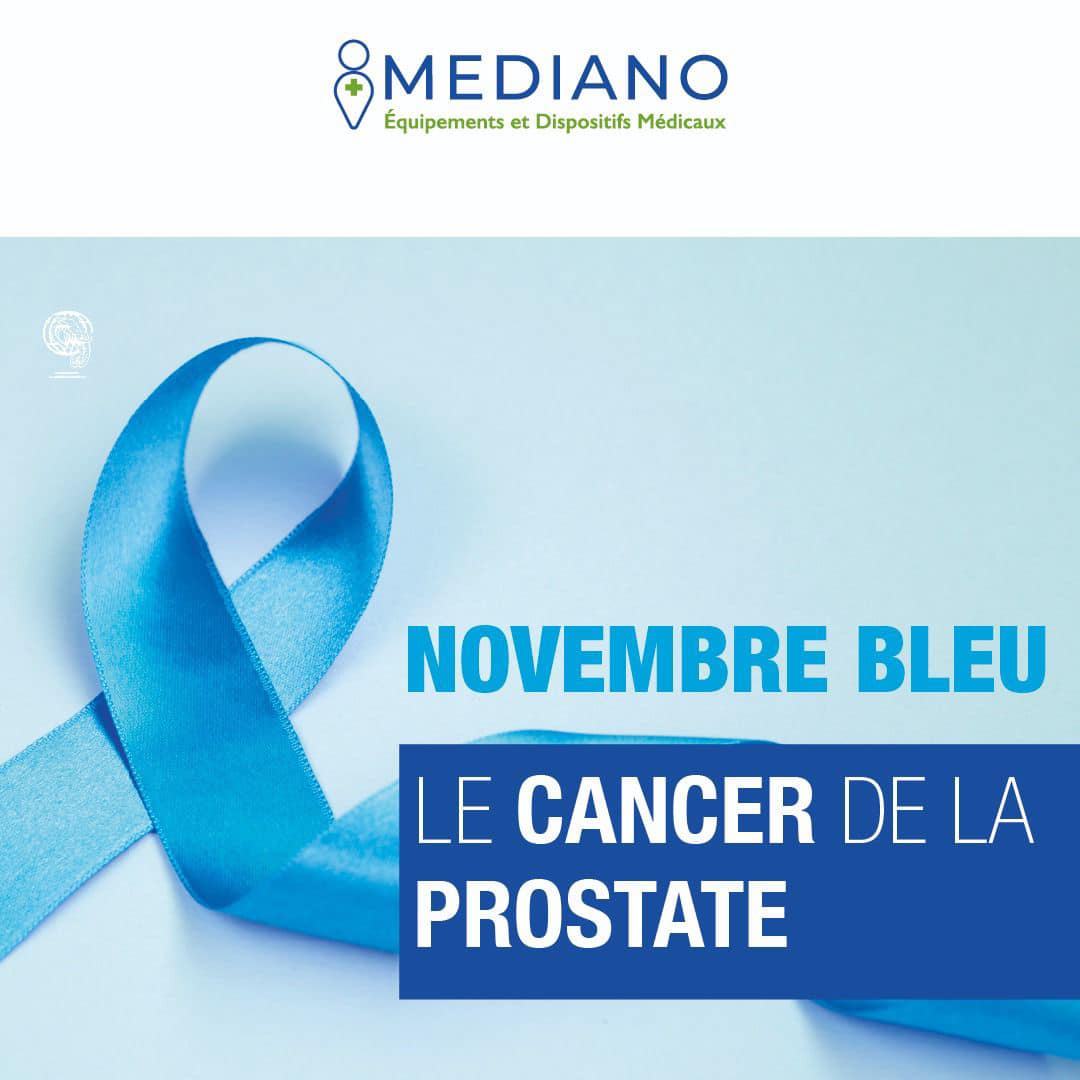 MEDIANO
Équipements et Dispositifs Médicaux
NOVEMBRE BLEU
LE CANCER DE LA
PROSTATE